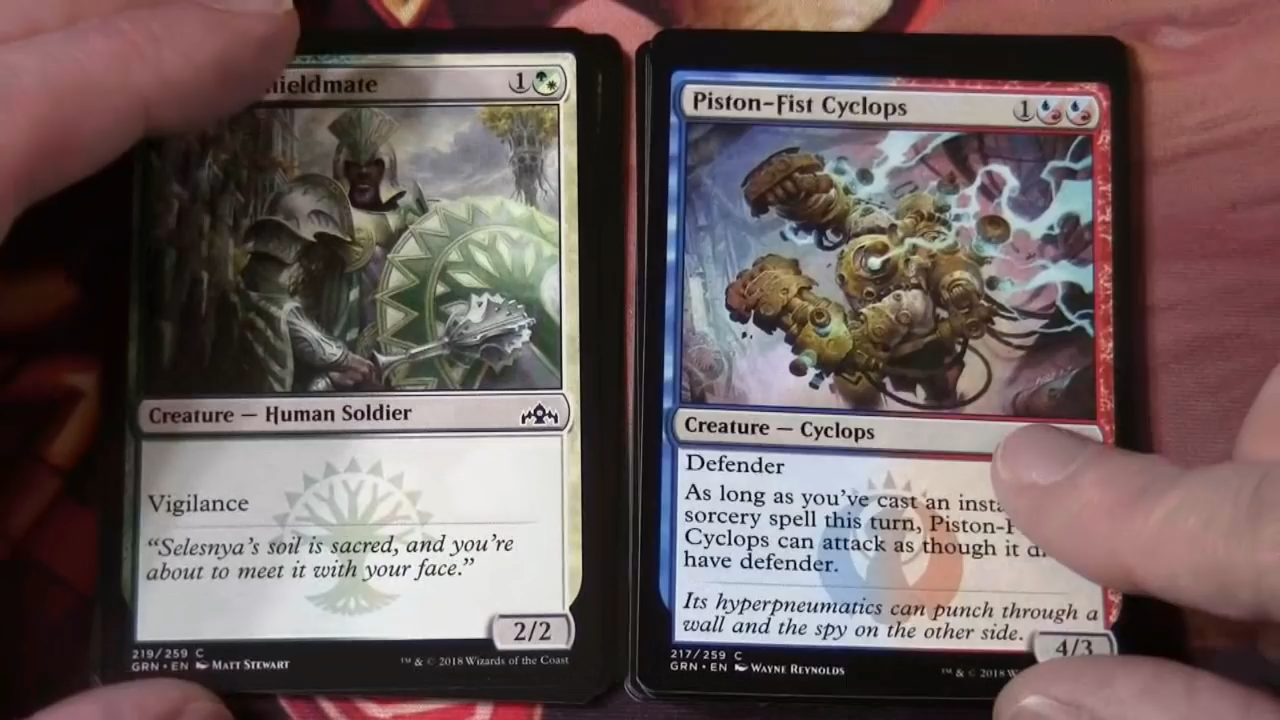 hieldmate 1
Creature — Human Soldier
Vigilance
“Selesnya's soil is sacred, and you're
about to meet it with your face.”
2/2
219/259 C
GRN • EN Matt Stewart
™ & © 2018 Wizards of the Coast
Piston-Fist Cyclops 1
Creature — Cyclops
Defender
As long as you've cast an insta
sorcery spell this turn, Piston-F
Cyclops can attack as though it d
have defender.
Its hyperpneumatics can punch through a
wall and the spy on the other side.
4/3
217/259 C
GRN • EN Wayne Reynolds
™ & © 2018 W